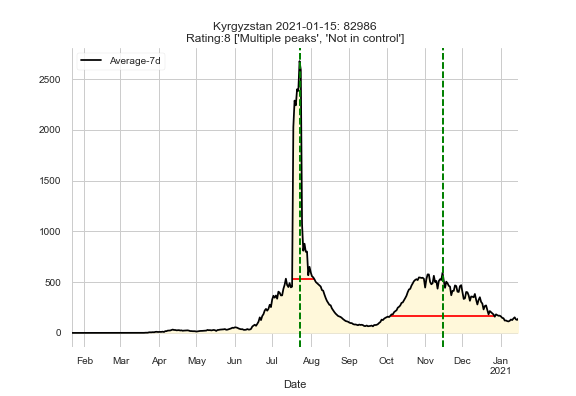 Kyrgyzstan 2021-01-15: 82986
Rating:8 ['Multiple peaks', 'Not in control']
Average-7d
2500
2000
1500
1000
500
0
Feb Mar Apr May Jun Jul Aug Sep Oct Nov Dec Jan
2021
Date